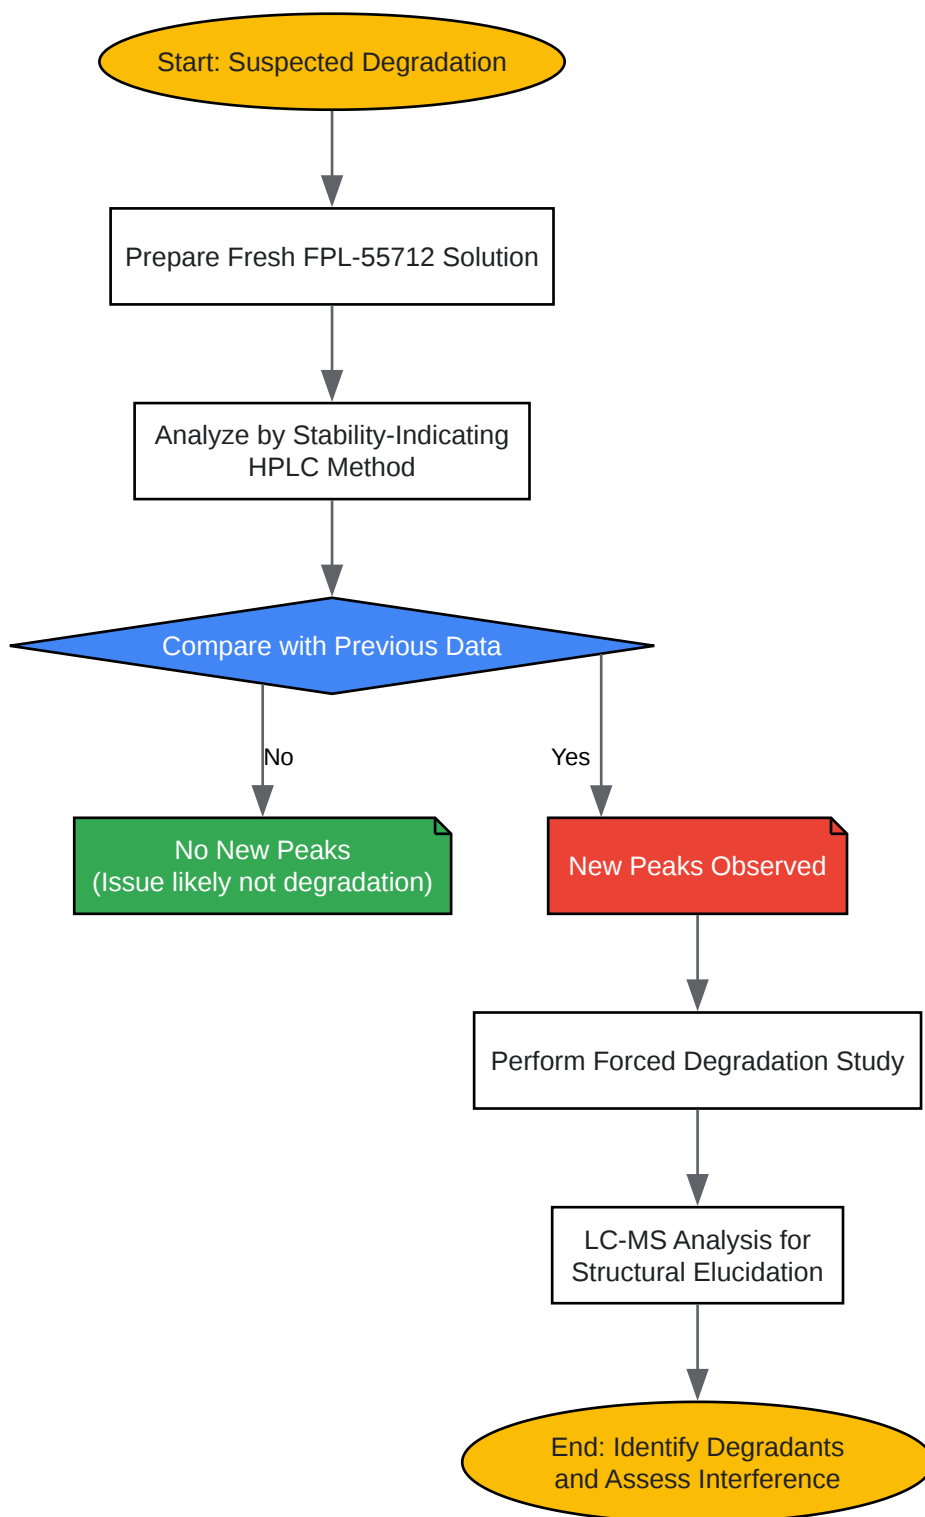 Start: Suspected Degradation
Prepare Fresh FPL-55712 Solution
Analyze by Stability-Indicating
HPLC Method
Compare with Previous Data
No
Yes
No New Peaks
(Issue likely not degradation)
New Peaks Observed
Perform Forced Degradation Study
LC-MS Analysis for
Structural Elucidation
End: Identify Degradants
and Assess Interference